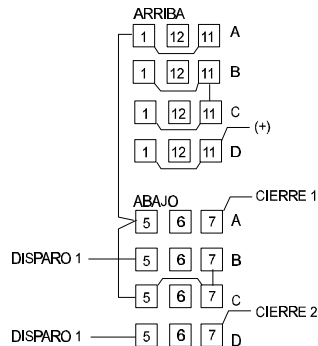 ARRIBA
1 12 11 A
1 12 11 B
1 12 11 C
1 12 11 D
(+)
ABAJO
CIERRE 1
5 6 7 A
DISPARO 1
5 6 7 B
5 6 7 C
CIERRE 2
DISPARO 1
5 6 7 D